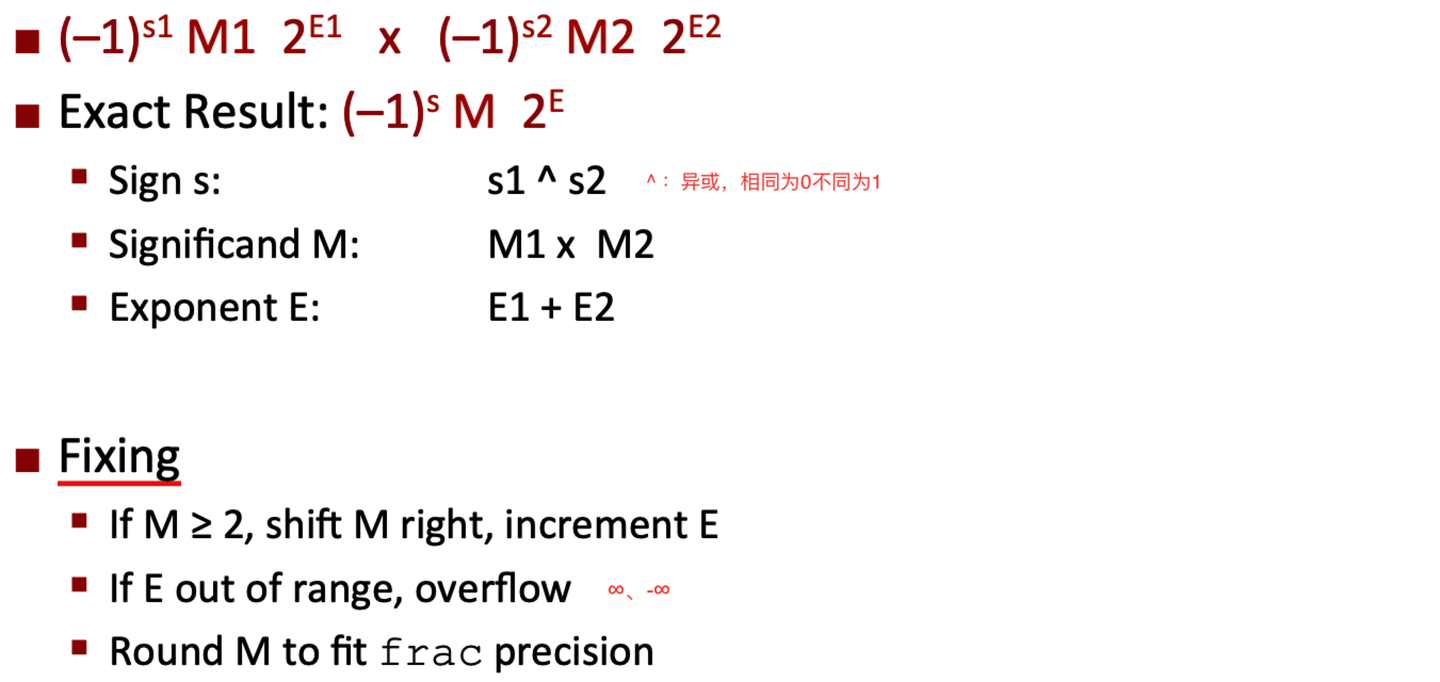 (–1)^s1 M1 2^E1 x (–1)^s2 M2 2^E2
Exact Result: (–1)^s M 2^E
Sign s: s1 ^ s2 ^：异或，相同为0不同为1
Significand M: M1 x M2
Exponent E: E1 + E2
Fixing
If M ≥ 2, shift M right, increment E
If E out of range, overflow ∞、-∞
Round M to fit frac precision